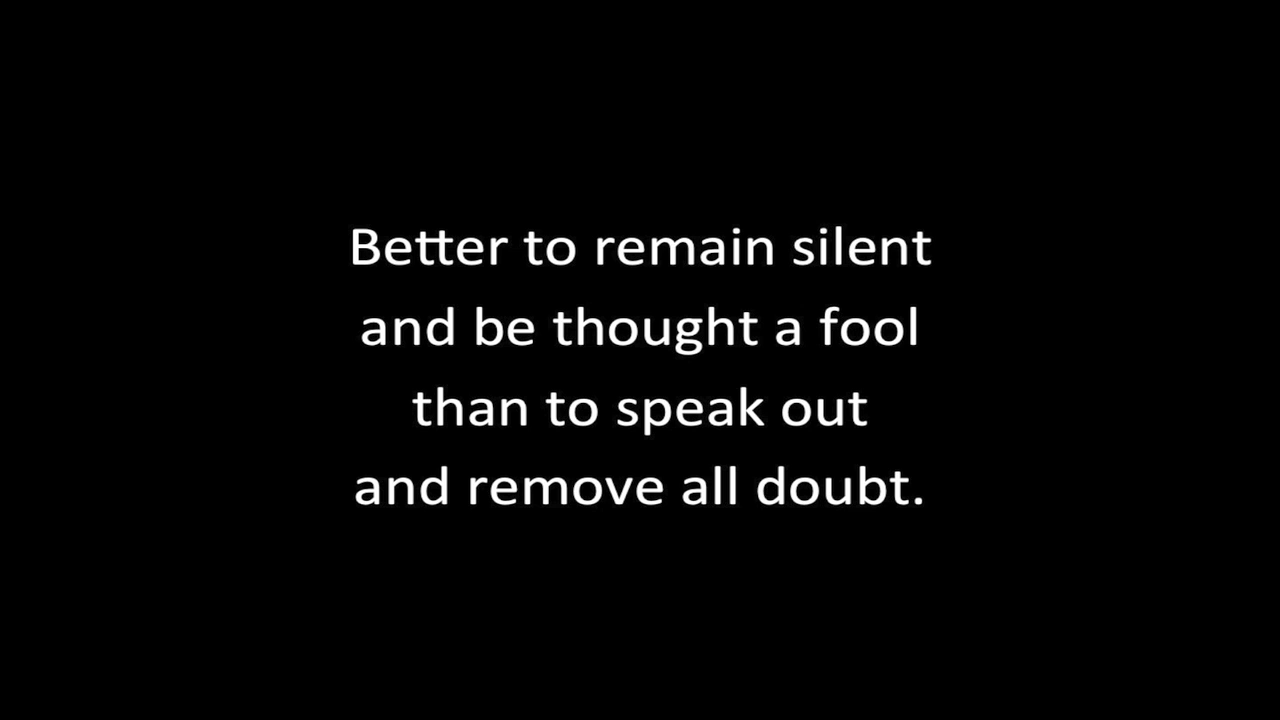 Better to remain silent
and be thought a fool
than to speak out
and remove all doubt.